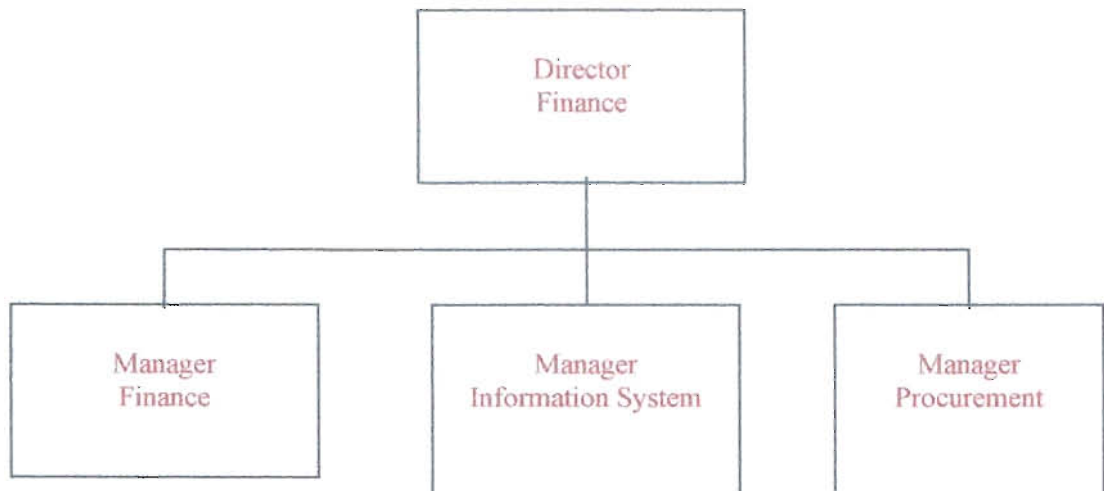 Director
Finance
Manager
Finance
Manager
Information System
Manager
Procurement